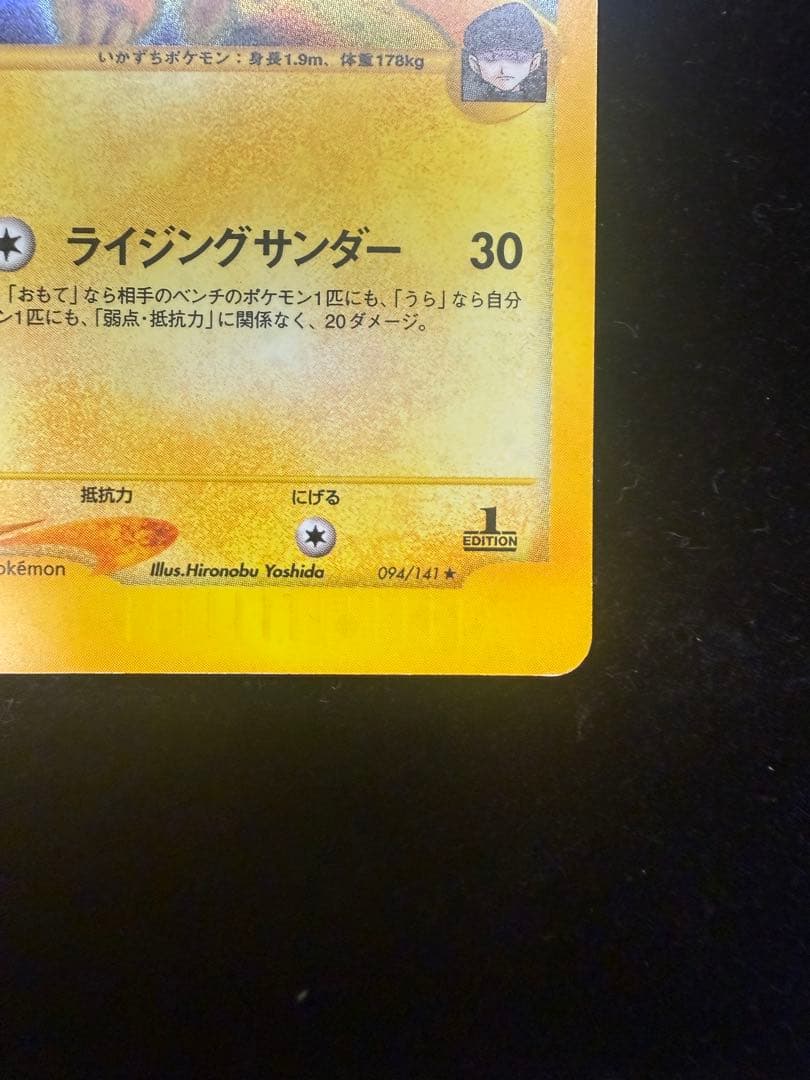 いかずちポケモン：身長1.9m、体重178kg
ライジングサンダー 30
「おもて」なら相手のベンチのポケモン1匹にも、「うら」なら自分
ン1匹にも、「弱点・抵抗力」に関係なく、20ダメージ。
抵抗力 にげる
1
EDITION
okémon Illus.Hironobu Yoshida 094/141★